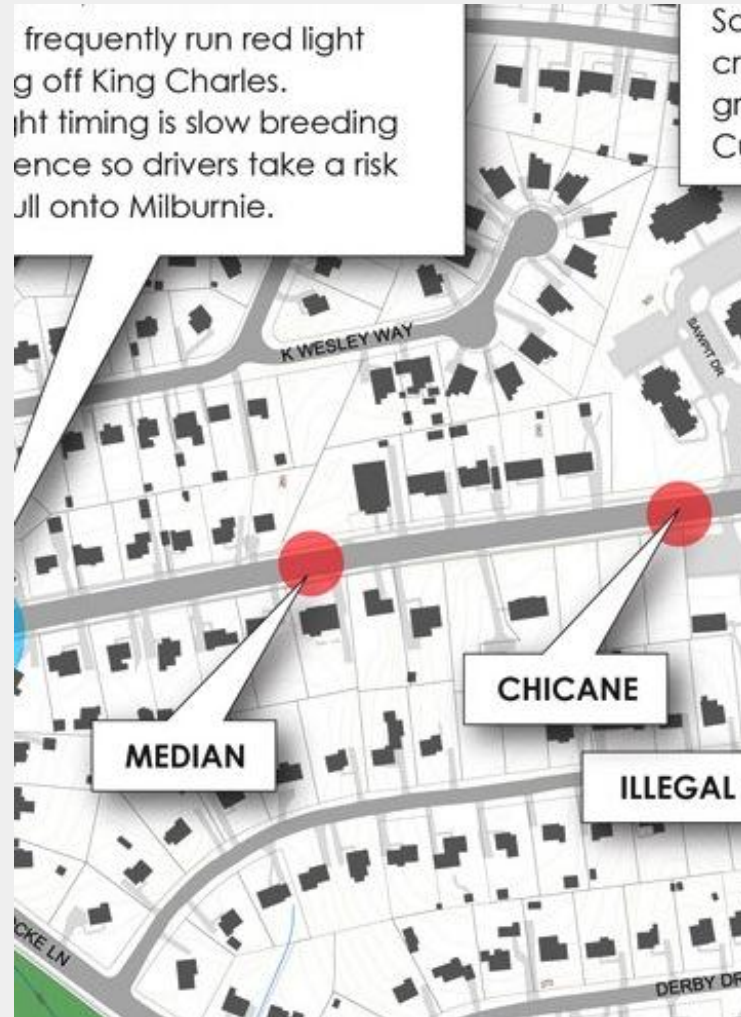 frequently run red light
g off King Charles.
ght timing is slow breeding
ence so drivers take a risk
ull onto Milburnie.
Sc
cr
gr
Cu
K WESLEY WAY
SAWPIT DR
CHICANE
MEDIAN
ILLEGAL
CKE LN
DERBY DR